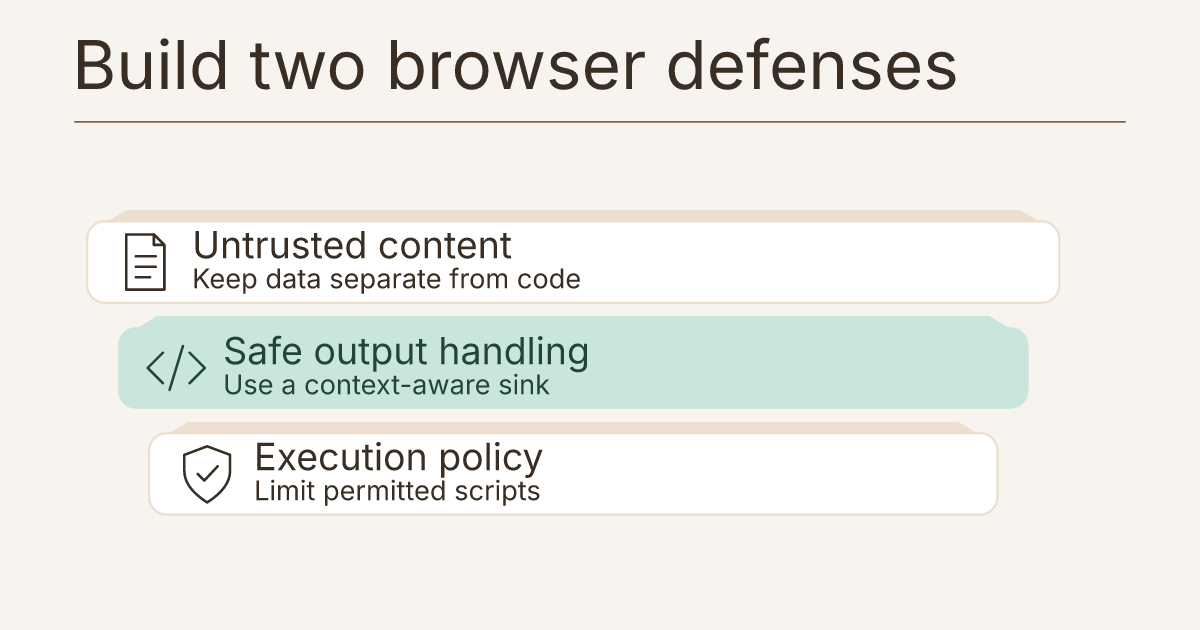 Build two browser defenses
Untrusted content
Keep data separate from code
Safe output handling
Use a context-aware sink
Execution policy
Limit permitted scripts